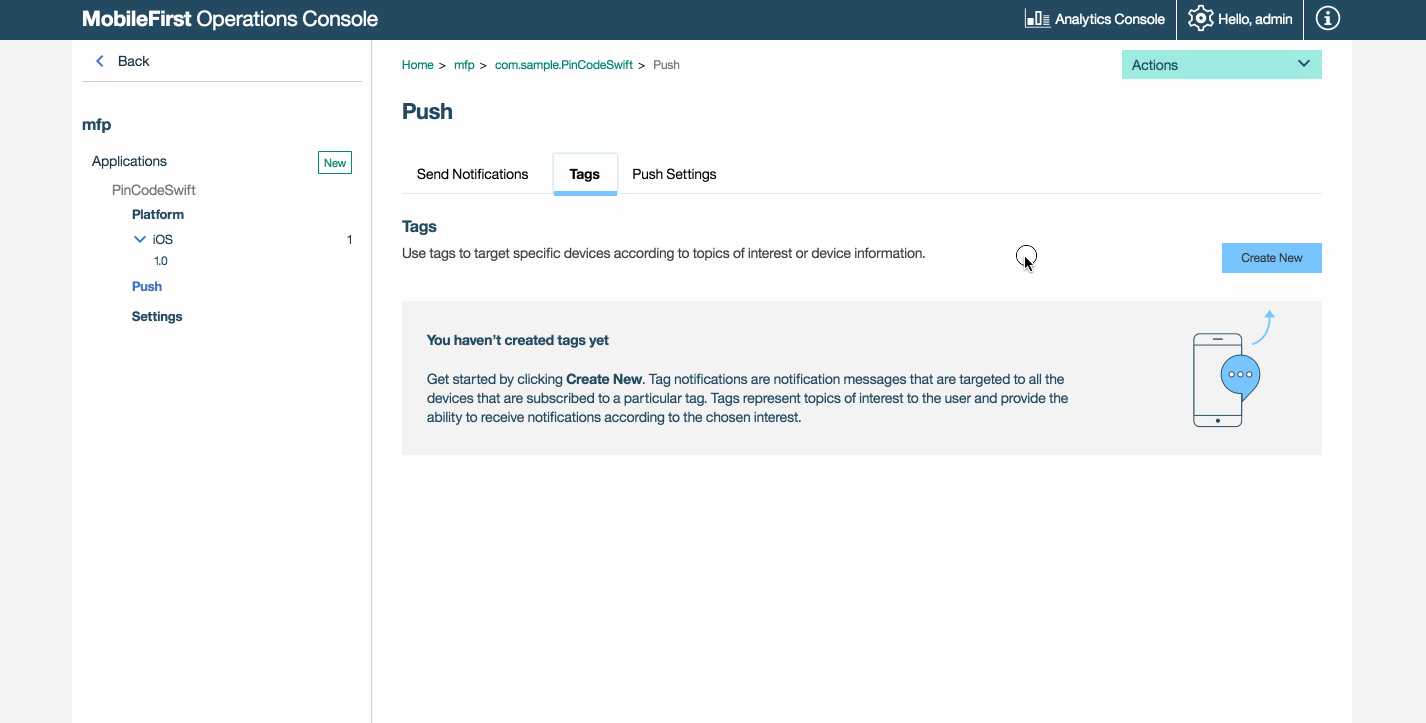 MobileFirst Operations Console
Analytics Console
Hello, admin
Back
mfp
Applications
New
PinCodeSwift
Platform
iOS 1
1.0
Push
Settings
Home > mfp > com.sample.PinCodeSwift > Push
Actions
Push
Send Notifications Tags Push Settings
Tags
Use tags to target specific devices according to topics of interest or device information.
Create New
You haven’t created tags yet
Get started by clicking Create New. Tag notifications are notification messages that are targeted to all the
devices that are subscribed to a particular tag. Tags represent topics of interest to the user and provide the
ability to receive notifications according to the chosen interest.